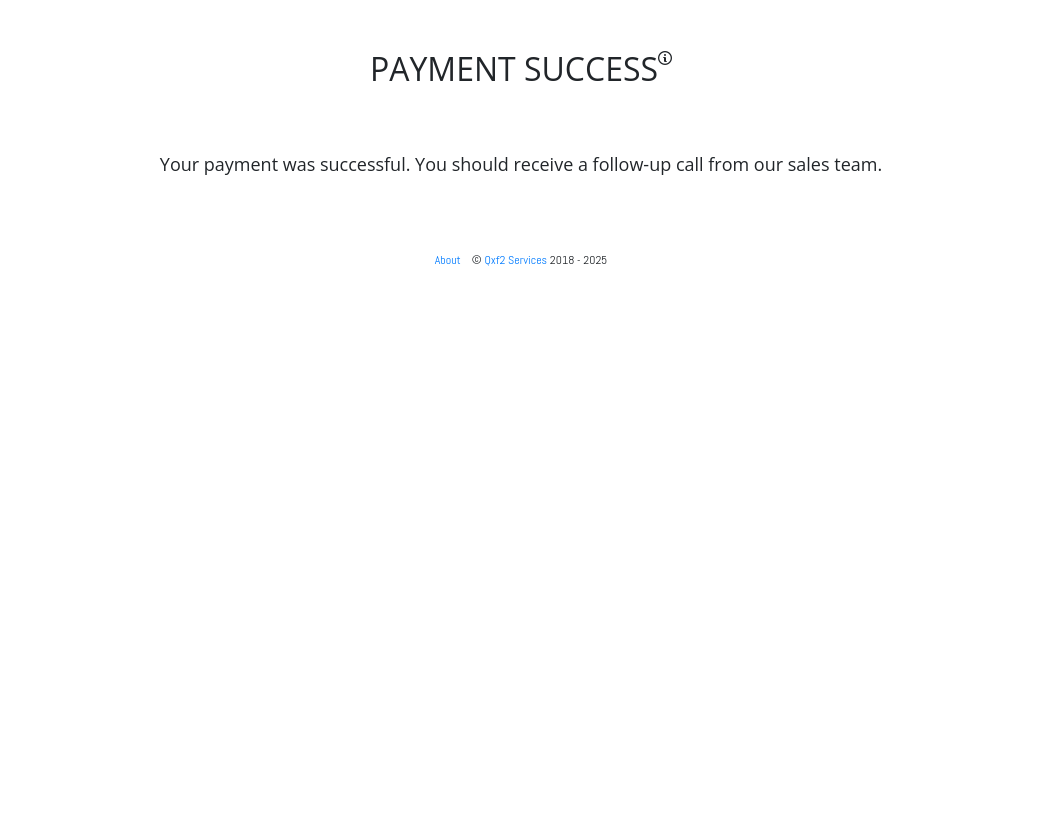 PAYMENT SUCCESS
Your payment was successful. You should receive a follow-up call from our sales team.
About © Qxf2 Services 2018 - 2025